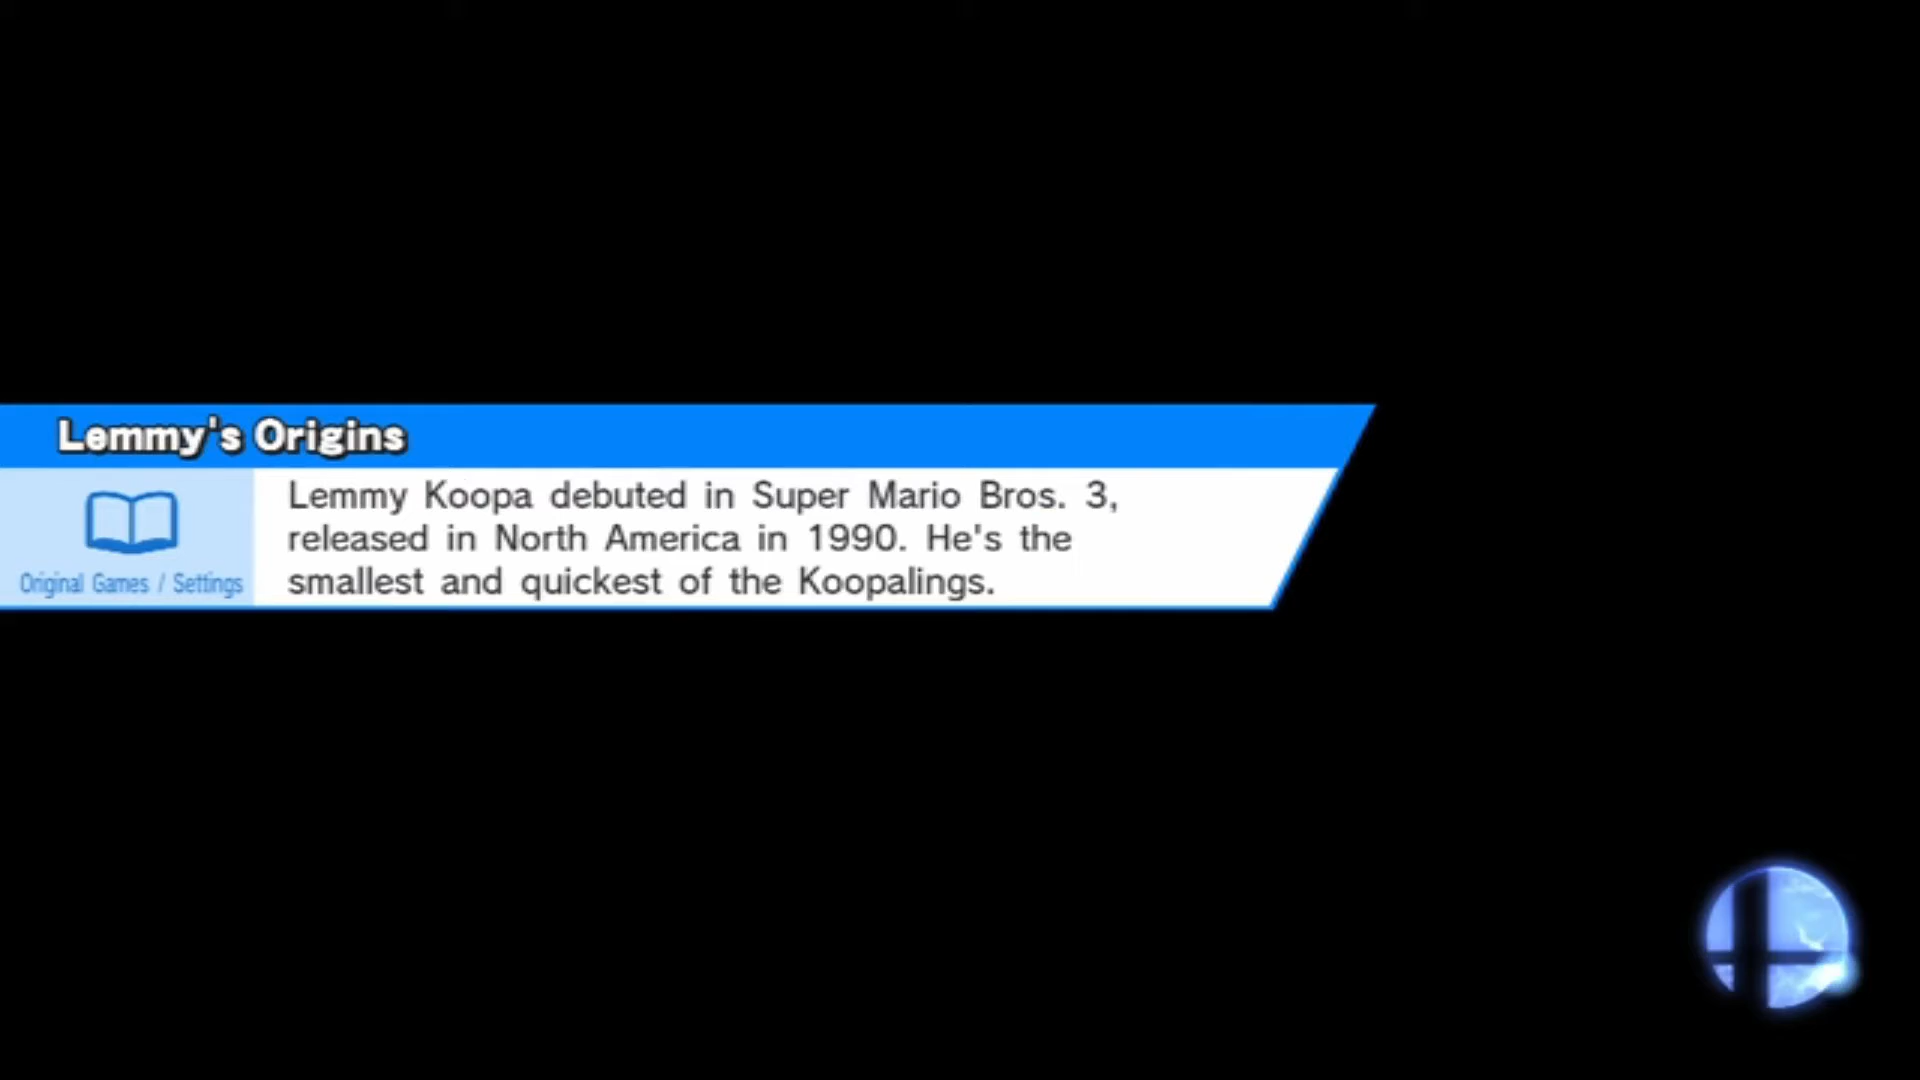 Lemmy's Origins
Lemmy Koopa debuted in Super Mario Bros. 3,
released in North America in 1990. He's the
smallest and quickest of the Koopalings.
Original Games / Settings